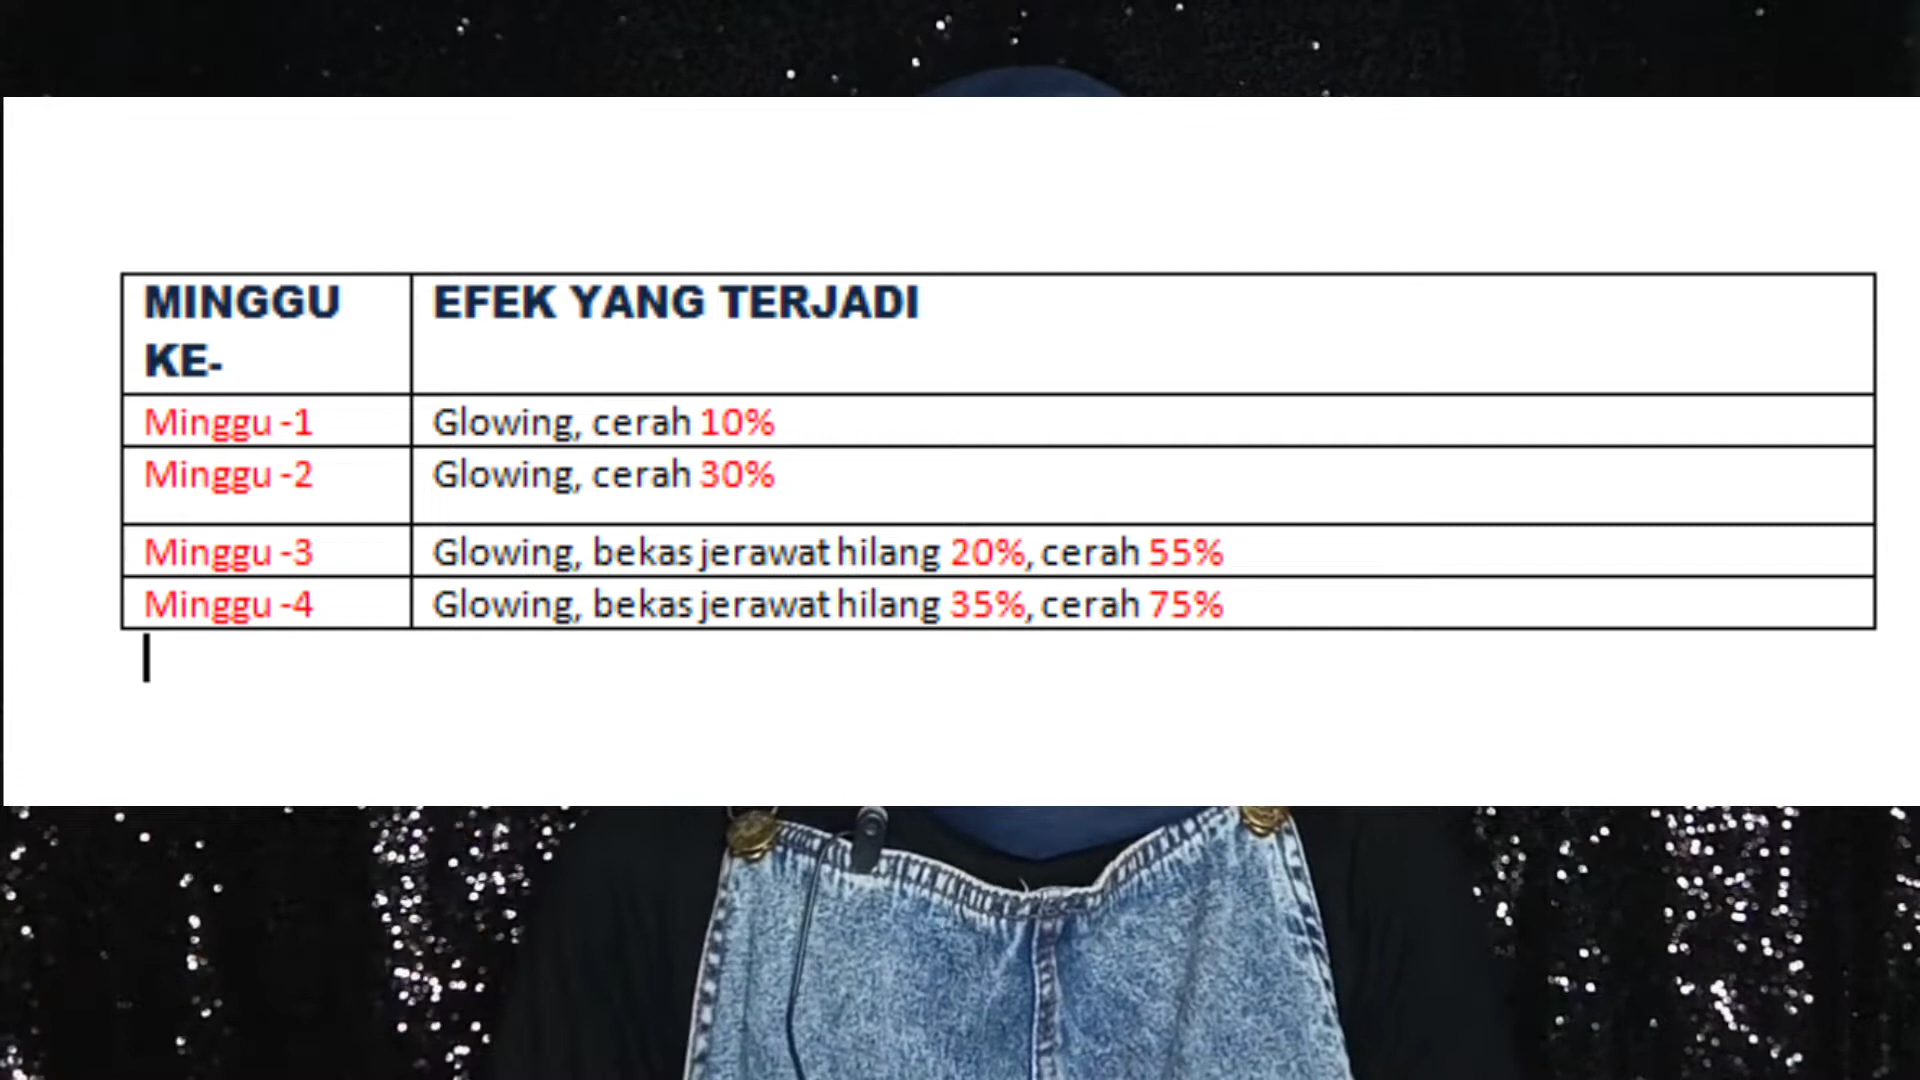 MINGGU
KE-
EFEK YANG TERJADI
Minggu -1
Glowing, cerah 10%
Minggu -2
Glowing, cerah 30%
Minggu -3
Glowing, bekas jerawat hilang 20%, cerah 55%
Minggu -4
Glowing, bekas jerawat hilang 35%, cerah 75%